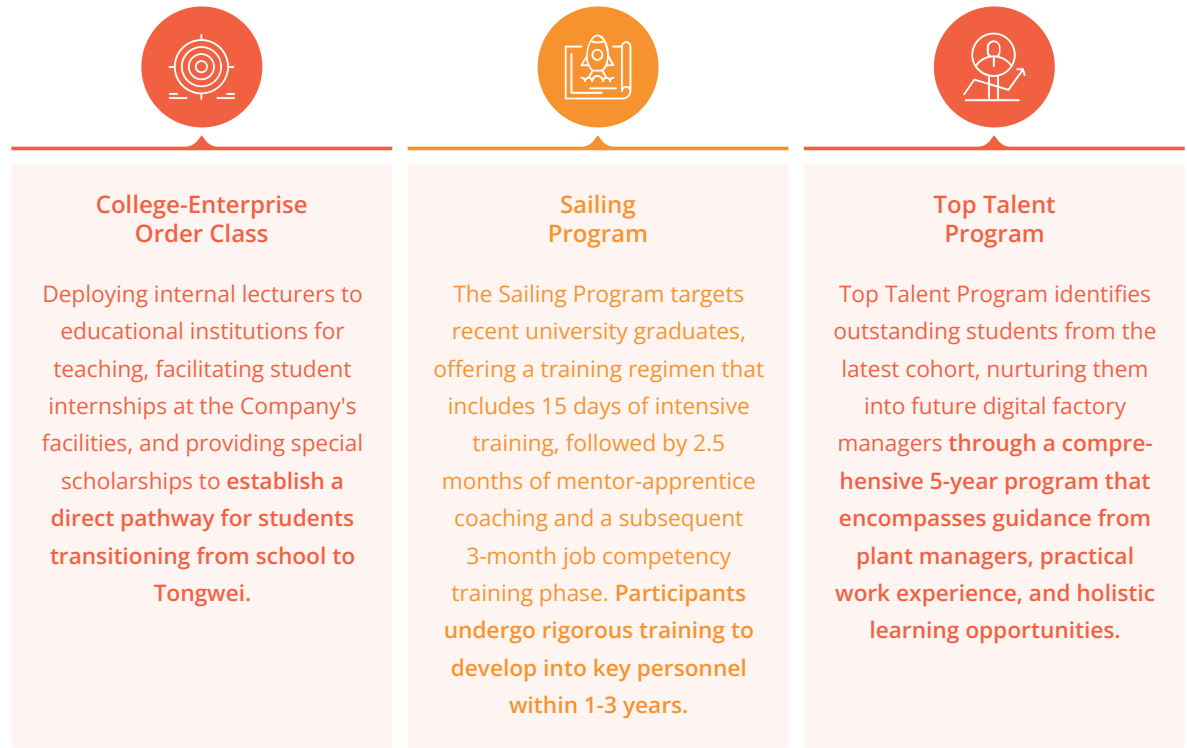 College-Enterprise
Order Class
Deploying internal lecturers to
educational institutions for
teaching, facilitating student
internships at the Company's
facilities, and providing special
scholarships to establish a
direct pathway for students
transitioning from school to
Tongwei.
Sailing
Program
The Sailing Program targets
recent university graduates,
offering a training regimen that
includes 15 days of intensive
training, followed by 2.5
months of mentor-apprentice
coaching and a subsequent
3-month job competency
training phase. Participants
undergo rigorous training to
develop into key personnel
within 1-3 years.
Top Talent
Program
Top Talent Program identifies
outstanding students from the
latest cohort, nurturing them
into future digital factory
managers through a compre-
hensive 5-year program that
encompasses guidance from
plant managers, practical
work experience, and holistic
learning opportunities.